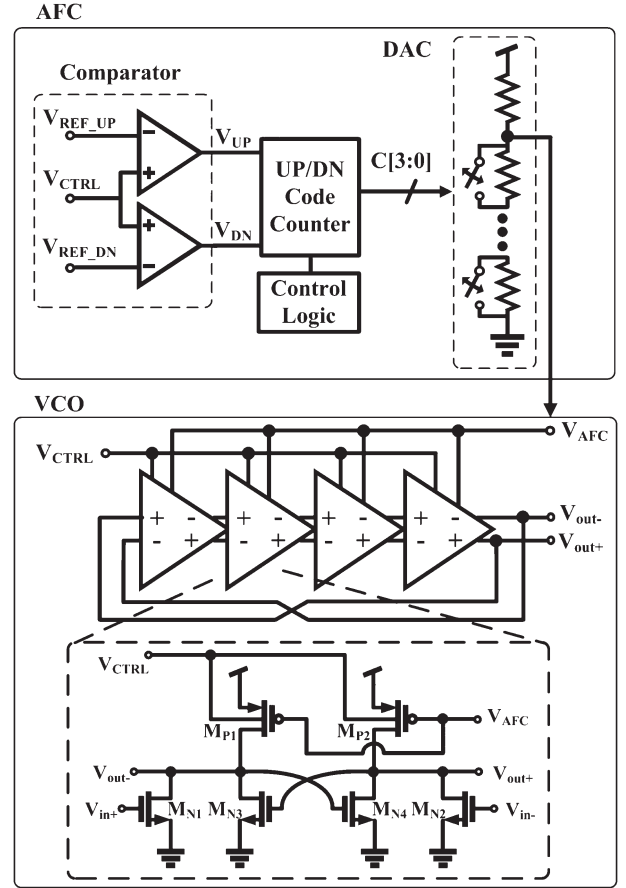 AFC
DAC
Comparator
V_REF_UP
V_UP
V_CTRL
UP/DN
Code
Counter
C[3:0]
V_DN
V_REF_DN
Control
Logic
− + + −
VCO
V_AFC
V_CTRL
+ - + - + - + -
- + - + - + - +
V_out-
V_out+
V_CTRL
M_P1 M_P2 V_AFC
V_out- V_out+
V_in+ M_N1 M_N3 M_N4 M_N2 V_in-